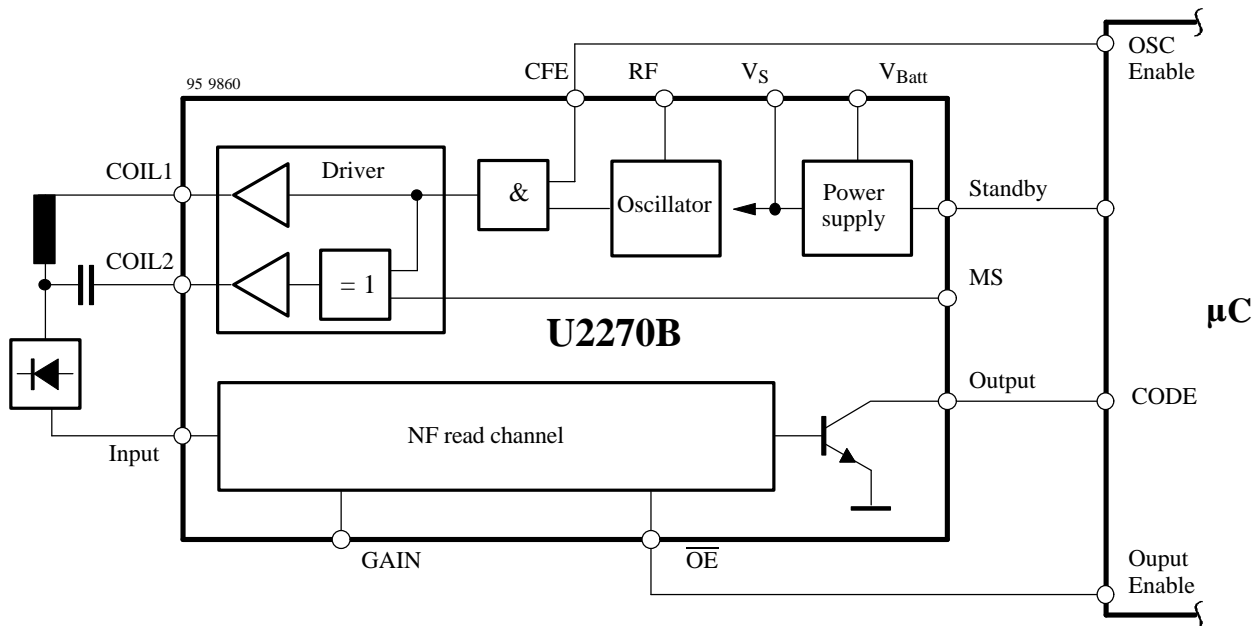 OSC
Enable
CFE
RF
VS
VBatt
95 9860
COIL1
Driver
&
Oscillator
Power
supply
Standby
COIL2
= 1
MS
U2270B
µC
Output
CODE
NF read channel
Input
GAIN
OE
Ouput
Enable